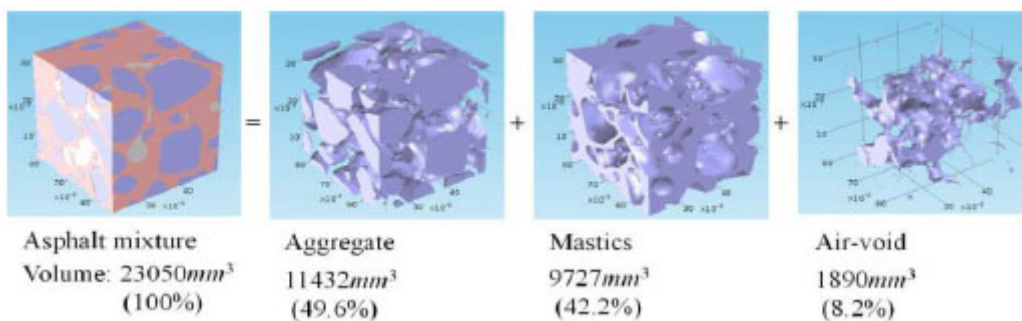 =
+
+
Asphalt mixture
Volume: 23050mm³
(100%)
Aggregate
11432mm³
(49.6%)
Mastics
9727mm³
(42.2%)
Air-void
1890mm³
(8.2%)